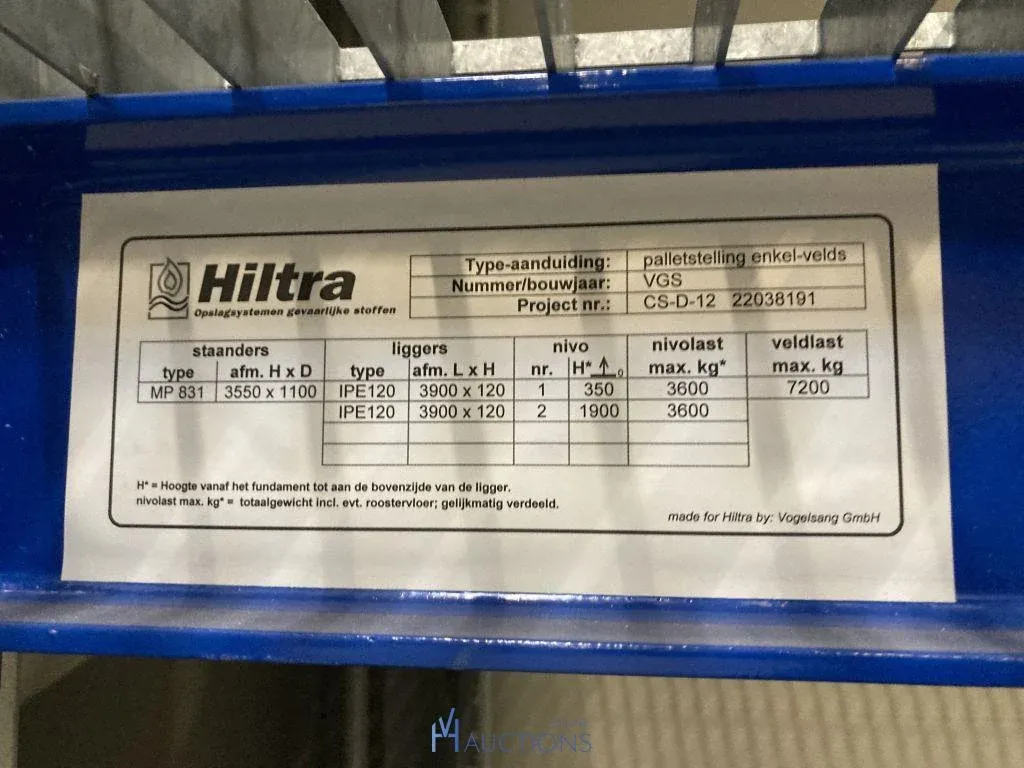 Hiltra
Opslagsystemen gevaarlijke stoffen
Type-aanduiding: palletstelling enkel-velds
Nummer/bouwjaar: VGS
Project nr.: CS-D-12 22038191
staanders liggers nivo nivolast veldlast
type afm. H x D type afm. L x H nr. H* max. kg* max. kg
MP 831 3550 x 1100 IPE120 3900 x 120 1 350 3600 7200
IPE120 3900 x 120 2 1900 3600
H* = Hoogte vanaf het fundament tot aan de bovenzijde van de ligger.
nivolast max. kg* = totaalgewicht incl. evt. roostervloer; gelijkmatig verdeeld.
made for Hiltra by: Vogelsang GmbH
AUCTIONS